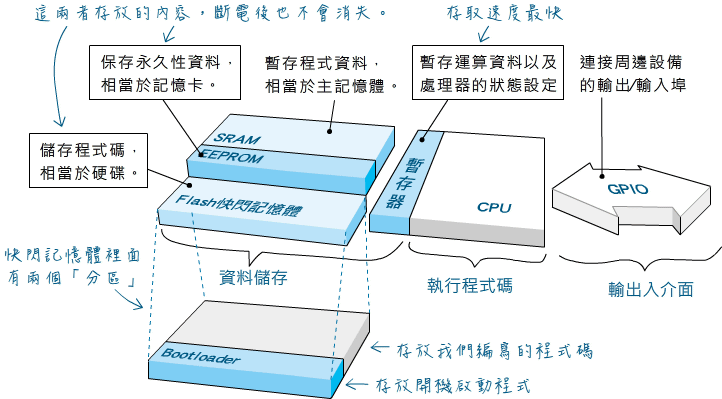 這兩者存放的內容，斷電後也不會消失。
存取速度最快
保存永久性資料，
相當於記憶卡。
暫存程式資料，
相當於主記憶體。
暫存運算資料以及
處理器的狀態設定
連接周邊設備
的輸出/輸入埠
儲存程式碼，
相當於硬碟。
SRAM
EEPROM
Flash快閃記憶體
暫存器
CPU
GPIO
快閃記憶體裡面
有兩個「分區」
資料儲存
執行程式碼
輸出入介面
Bootloader
存放我們編寫的程式碼
存放開機啟動程式